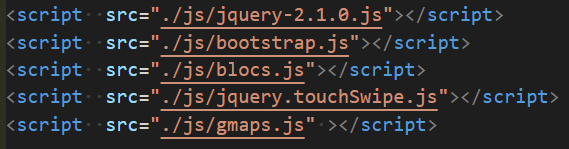 <script  src="./js/jquery-2.1.0.js"></script>
<script  src="./js/bootstrap.js"></script>
<script  src="./js/blocs.js"></script>
<script  src="./js/jquery.touchSwipe.js"></script>
<script  src="./js/gmaps.js" ></script>